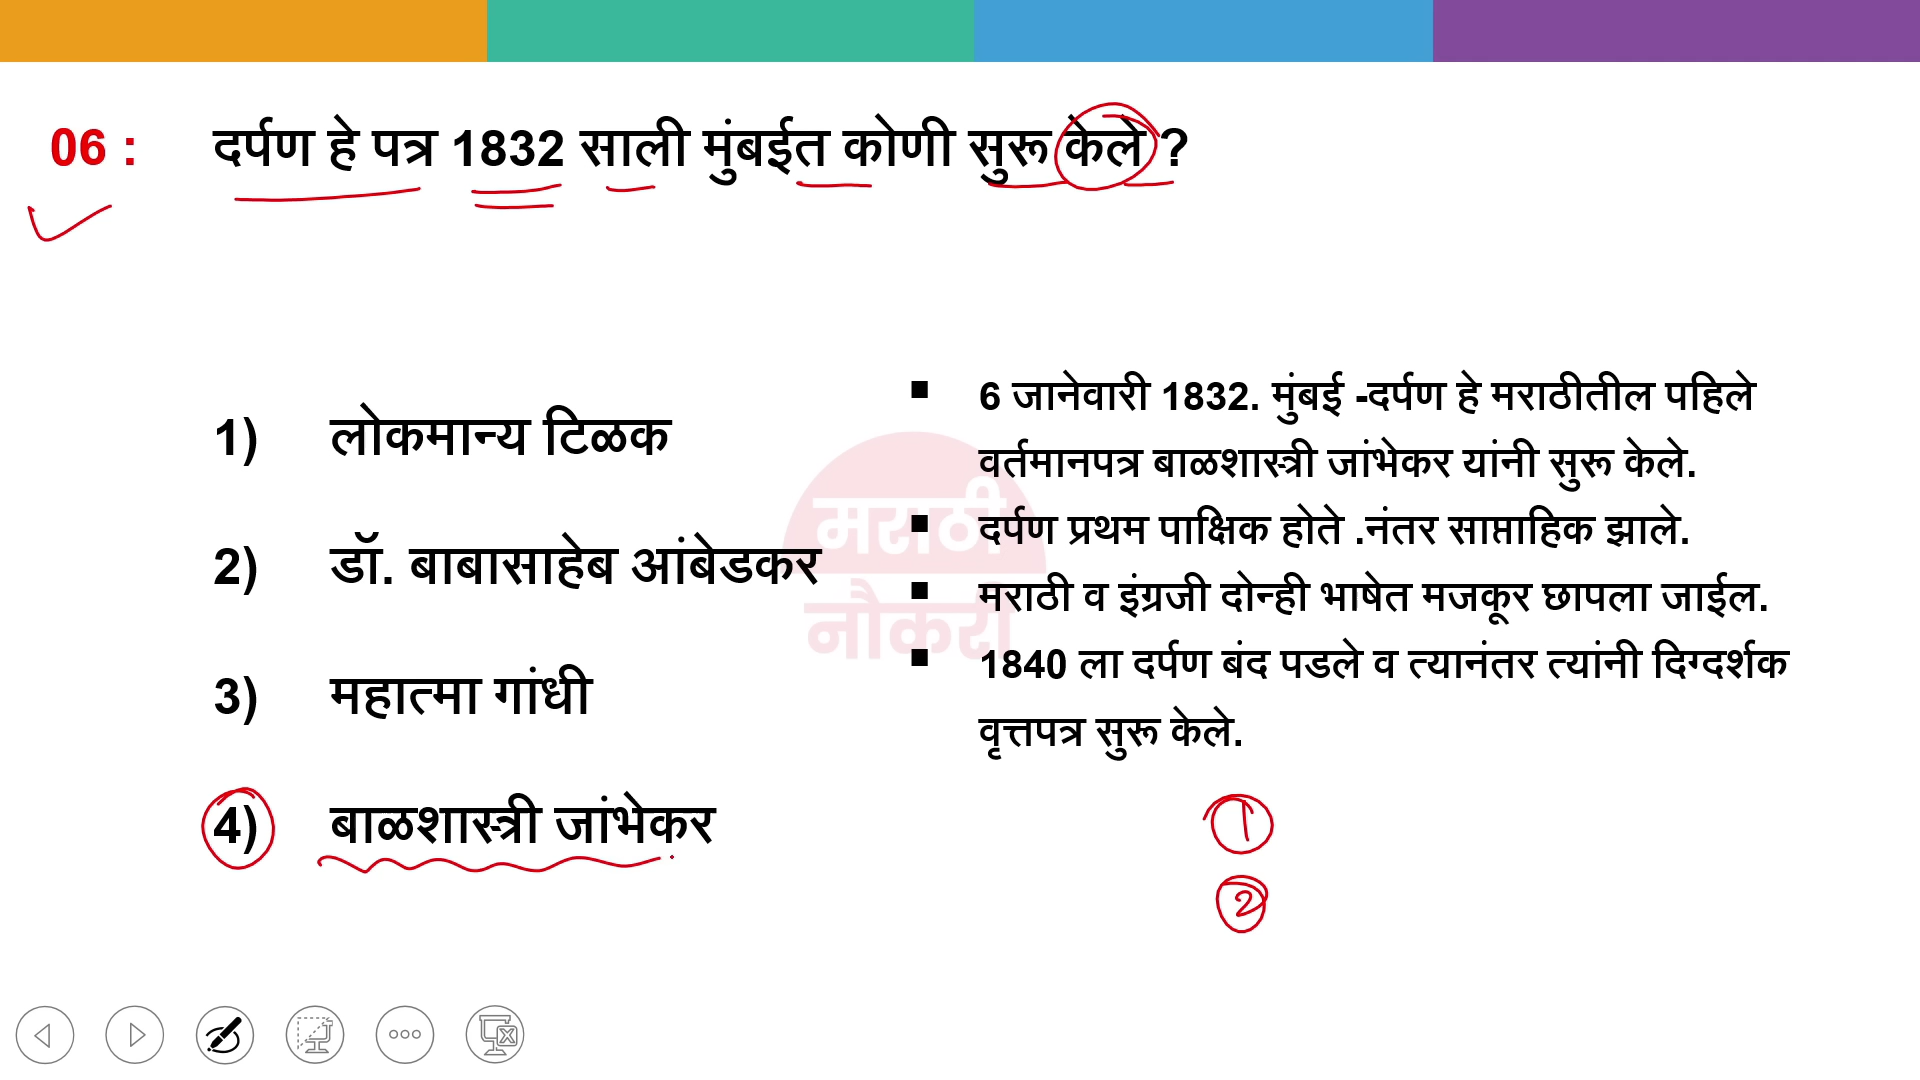 06 : दर्पण हे पत्र 1832 साली मुंबईत कोणी सुरू केले ?
1) लोकमान्य टिळक
2) डॉ. बाबासाहेब आंबेडकर
3) महात्मा गांधी
4) बाळशास्त्री जांभेकर
▪ 6 जानेवारी 1832. मुंबई -दर्पण हे मराठीतील पहिले
वर्तमानपत्र बाळशास्त्री जांभेकर यांनी सुरू केले.
▪ दर्पण प्रथम पाक्षिक होते .नंतर साप्ताहिक झाले.
▪ मराठी व इंग्रजी दोन्ही भाषेत मजकूर छापला जाईल.
▪ 1840 ला दर्पण बंद पडले व त्यानंतर त्यांनी दिग्दर्शक
वृत्तपत्र सुरू केले.
1
2
मराठी
नौकरी